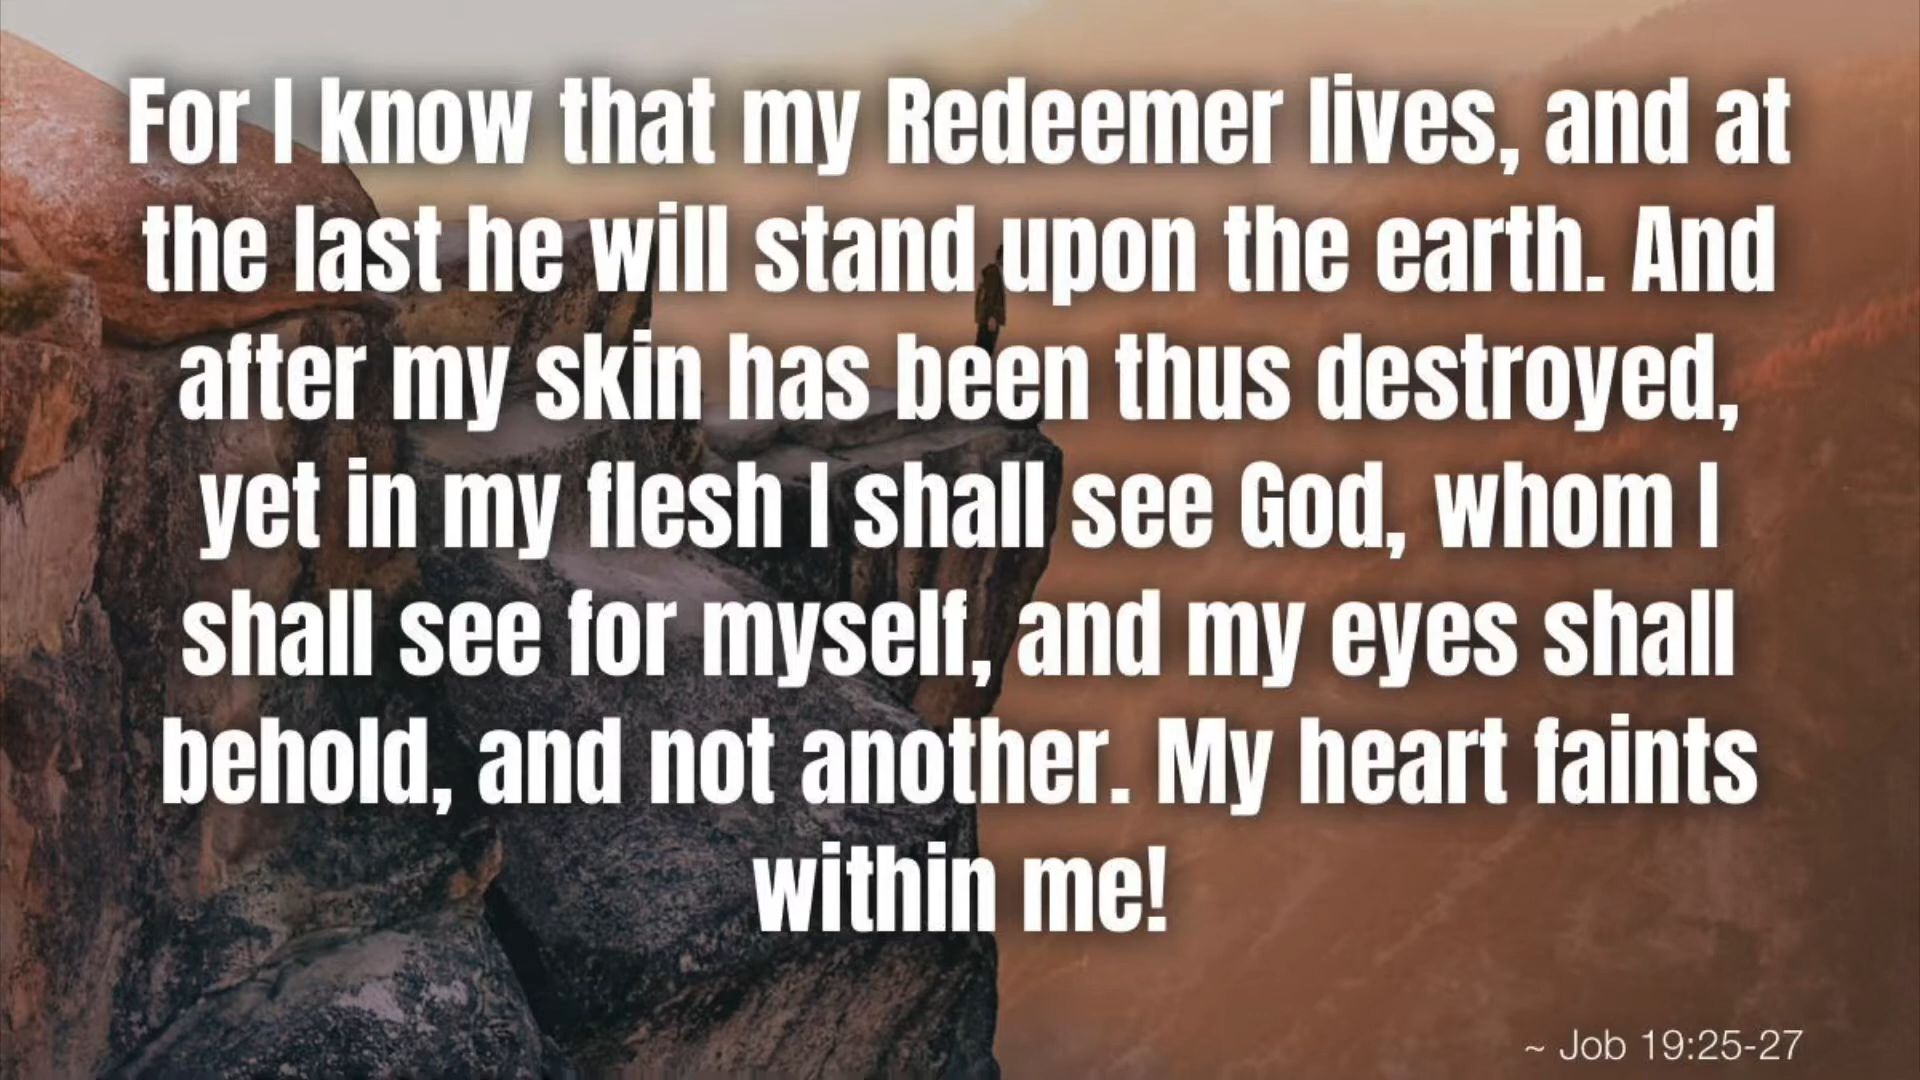 For I know that my Redeemer lives, and at
the last he will stand upon the earth. And
after my skin has been thus destroyed,
yet in my flesh I shall see God, whom I
shall see for myself, and my eyes shall
behold, and not another. My heart faints
within me!
~ Job 19:25-27